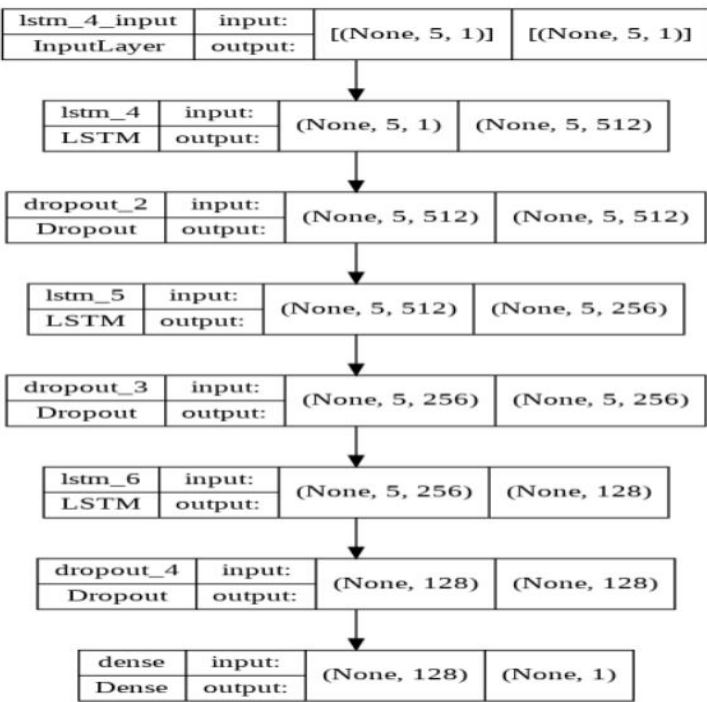 lstm_4_input input: [(None, 5, 1)] [(None, 5, 1)]
InputLayer output:
lstm_4 input: (None, 5, 1) (None, 5, 512)
LSTM output:
dropout_2 input: (None, 5, 512) (None, 5, 512)
Dropout output:
lstm_5 input: (None, 5, 512) (None, 5, 256)
LSTM output:
dropout_3 input: (None, 5, 256) (None, 5, 256)
Dropout output:
lstm_6 input: (None, 5, 256) (None, 128)
LSTM output:
dropout_4 input: (None, 128) (None, 128)
Dropout output:
dense input: (None, 128) (None, 1)
Dense output: